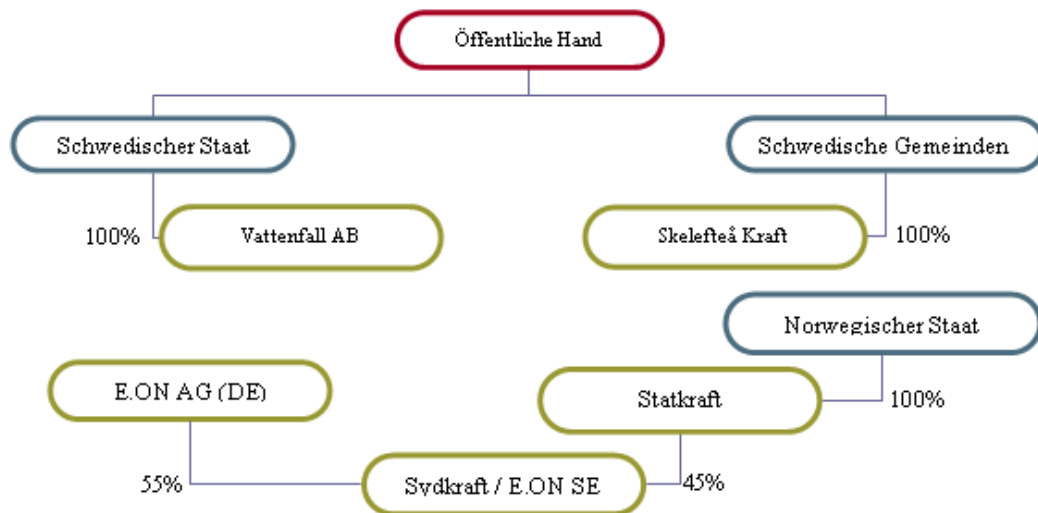 Öffentliche Hand
Schwedischer Staat
Schwedische Gemeinden
100%
Vattenfall AB
Skelefteå Kraft
100%
Norwegischer Staat
E.ON AG (DE)
Statkraft
100%
55%
Sydkraft / E.ON SE
45%